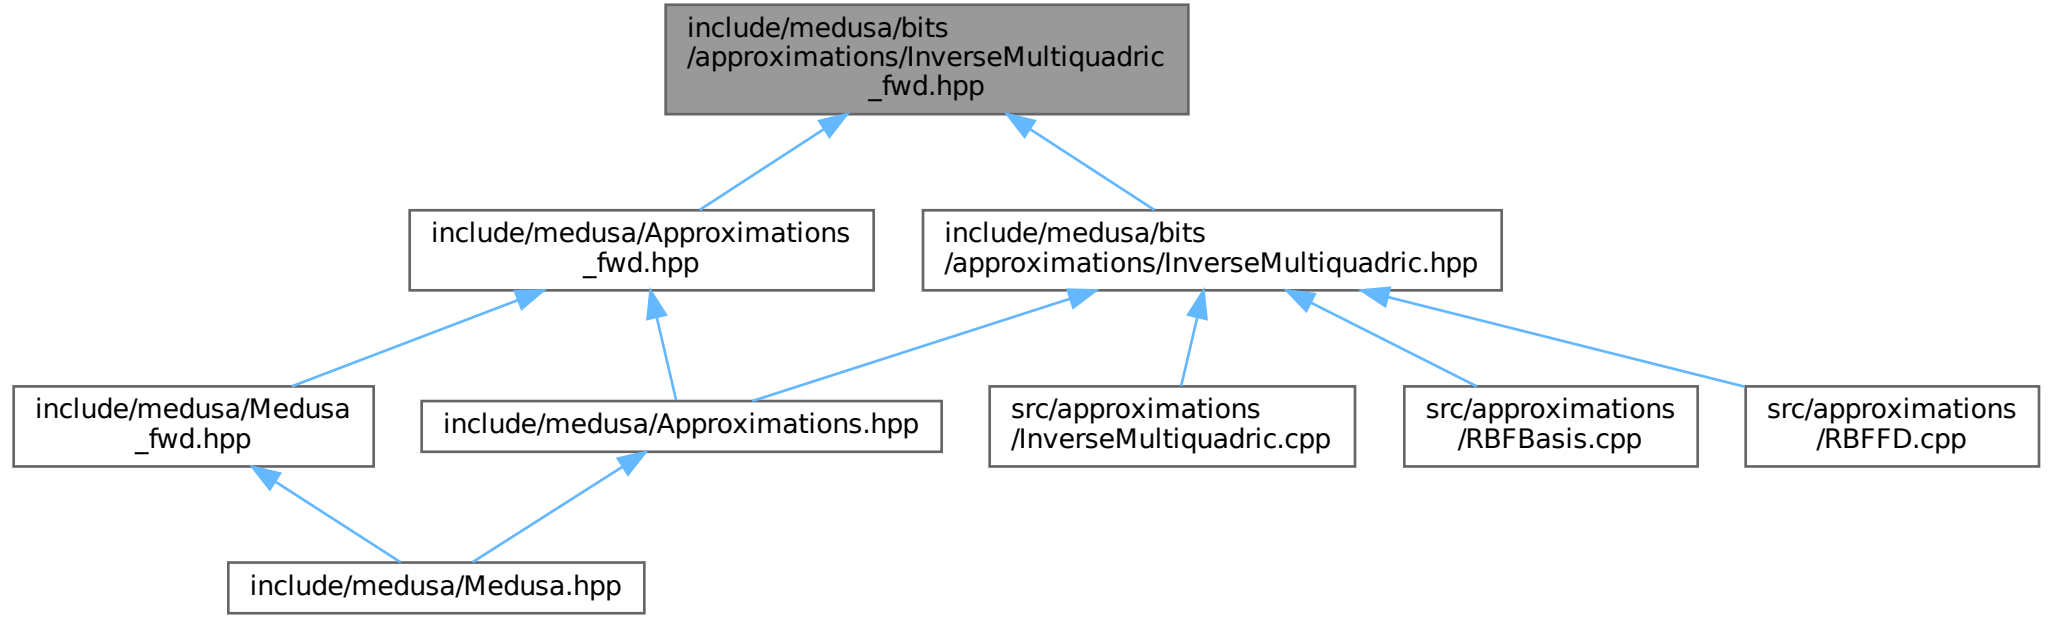 include/medusa/bits
/approximations/InverseMultiquadric
_fwd.hpp
include/medusa/Approximations
_fwd.hpp
include/medusa/bits
/approximations/InverseMultiquadric.hpp
include/medusa/Medusa
_fwd.hpp
include/medusa/Approximations.hpp
src/approximations
/InverseMultiquadric.cpp
src/approximations
/RBFBasis.cpp
src/approximations
/RBFFD.cpp
include/medusa/Medusa.hpp